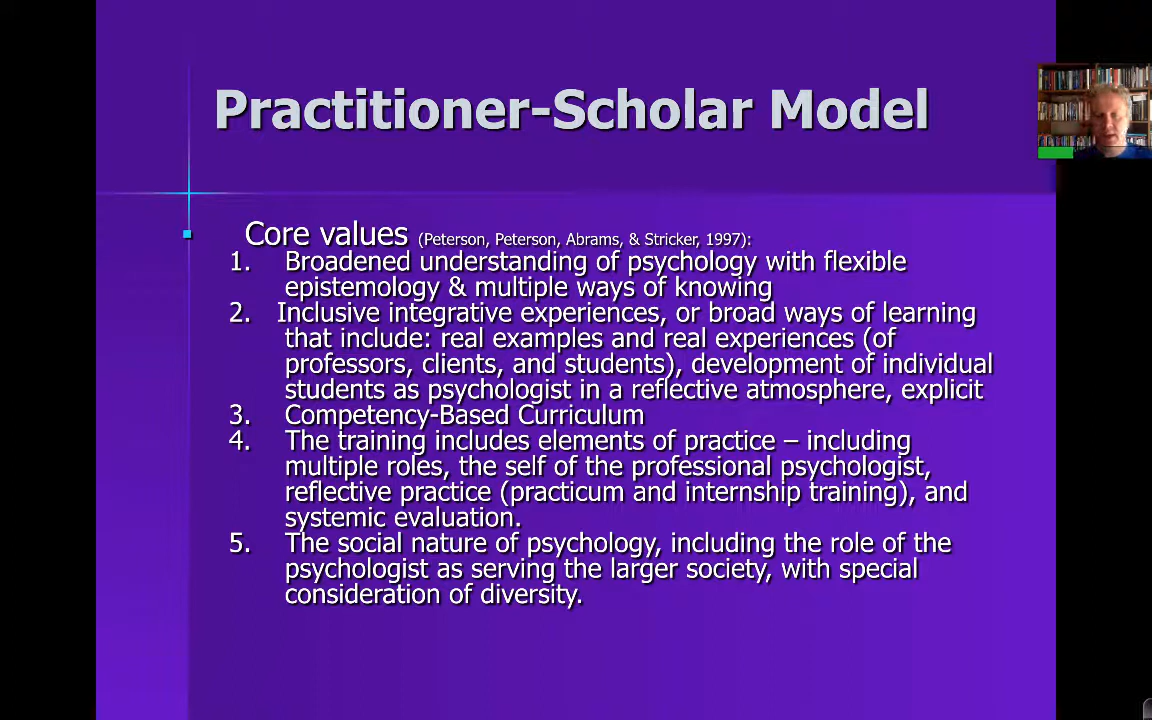 Practitioner-Scholar Model
Core values (Peterson, Peterson, Abrams, & Stricker, 1997):
1. Broadened understanding of psychology with flexible
epistemology & multiple ways of knowing
2. Inclusive integrative experiences, or broad ways of learning
that include: real examples and real experiences (of
professors, clients, and students), development of individual
students as psychologist in a reflective atmosphere, explicit
3. Competency-Based Curriculum
4. The training includes elements of practice – including
multiple roles, the self of the professional psychologist,
reflective practice (practicum and internship training), and
systemic evaluation.
5. The social nature of psychology, including the role of the
psychologist as serving the larger society, with special
consideration of diversity.